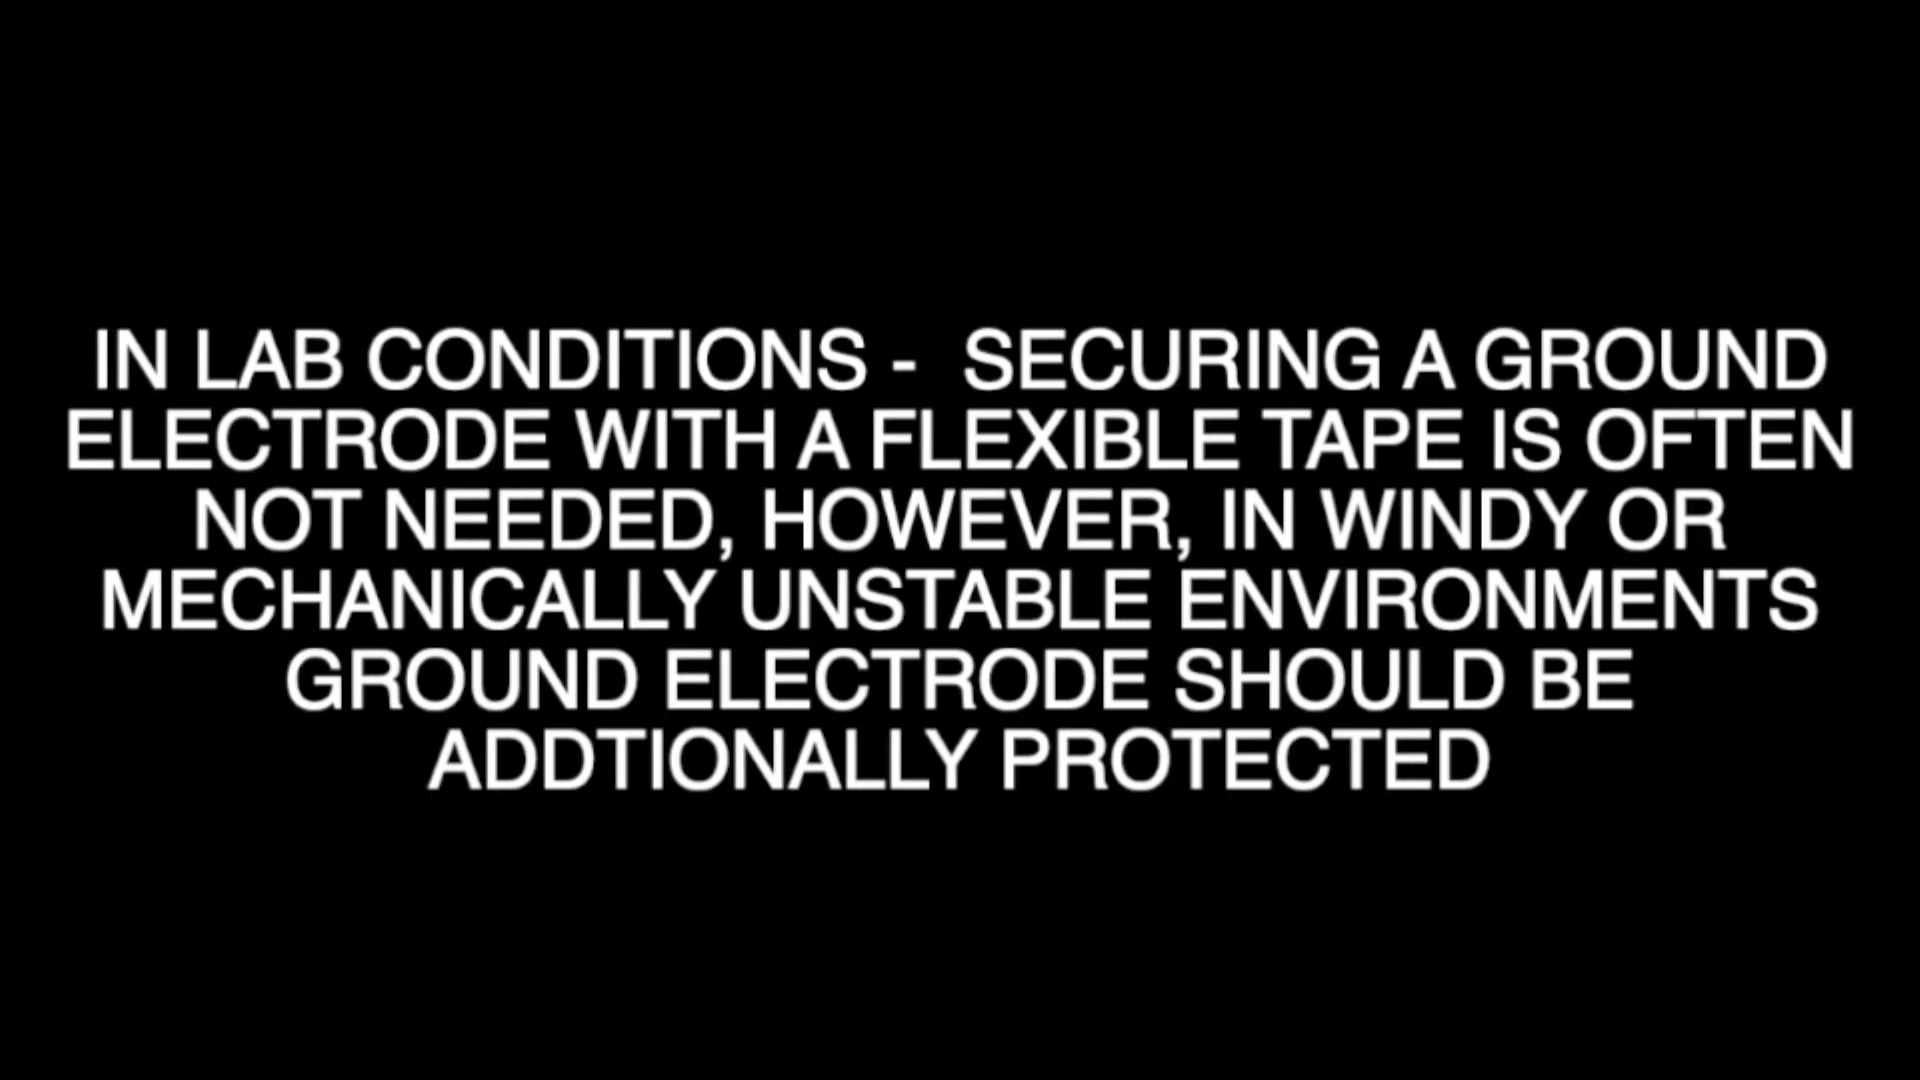 IN LAB CONDITIONS -  SECURING A GROUND
ELECTRODE WITH A FLEXIBLE TAPE IS OFTEN
NOT NEEDED, HOWEVER, IN WINDY OR
MECHANICALLY UNSTABLE ENVIRONMENTS
GROUND ELECTRODE SHOULD BE
ADDTIONALLY PROTECTED